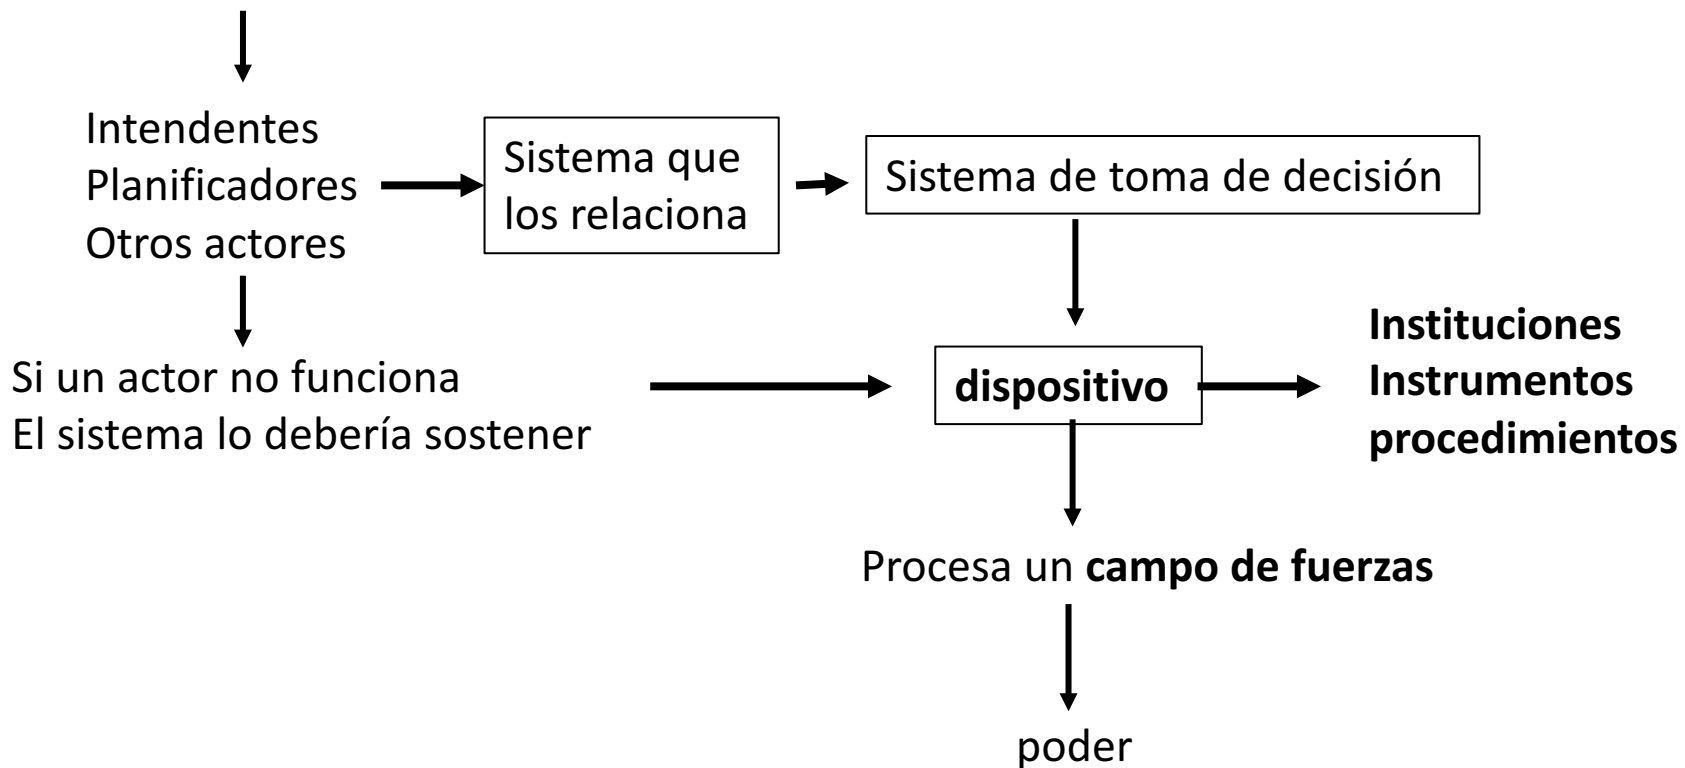 Intendentes
Planificadores
Otros actores
Sistema que
los relaciona
Sistema de toma de decisión
Si un actor no funciona
El sistema lo debería sostener
dispositivo
Instituciones
Instrumentos
procedimientos
Procesa un campo de fuerzas
poder